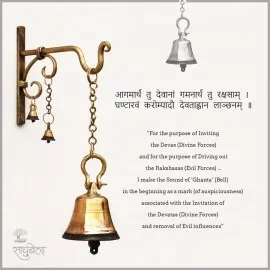 आगमार्थं तु देवानां गमनार्थं तु रक्षसाम् ।
घण्टारवं करोम्यादौ देवताह्वान लाञ्छनम् ॥
"For the purpose of Inviting
the Devas (Divine Forces)
and for the purpose of Driving out
the Rakshasas (Evil Forces) ..
I make the Sound of 'Ghanta' (Bell)
in the beginning as a mark (of auspiciousness)
associated with the Invitation of
the Devatas (Divine Forces)
and removal of Evil influences"
साधुबेला